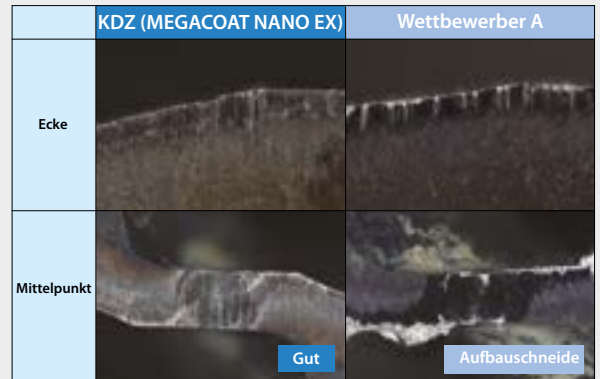 KDZ (MEGACOAT NANO EX)
Wettbewerber A
Ecke
Mittelpunkt
Gut
Aufbauschneide